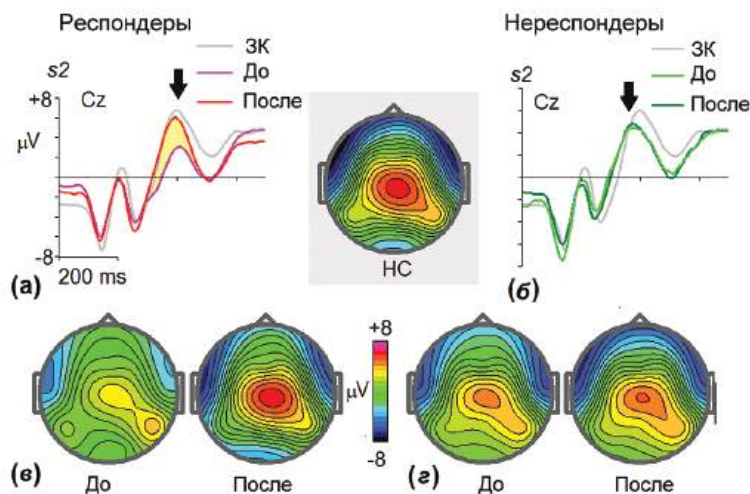 Респондеры
ЗК
До
После
s2
+8
Cz
μV
-8
200 ms
(а)
НС
Нереспондеры
ЗК
До
После
s2
Cz
(б)
+8
μV
-8
(в)
До
После
(г)
До
После